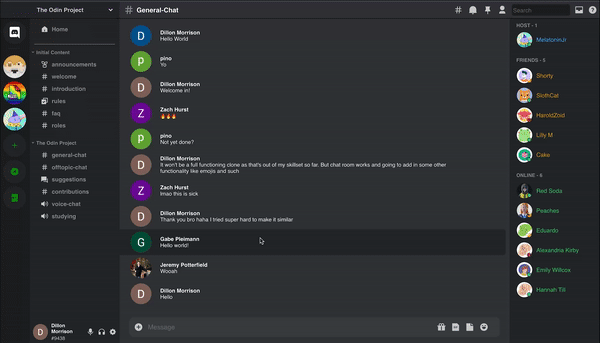 The Odin Project
Home
Initial Content
announcements
welcome
introduction
rules
faq
roles
The Odin Project
general-chat
offtopic-chat
suggestions
contributions
voice-chat
studying
Dillon
Morrison
#9438
General-Chat
Search
D
Dillon Morrison
Hello World
P
pino
Yo
D
Dillon Morrison
Welcome in!
Z
Zach Hurst
🔥🔥🔥
P
pino
Not yet done?
D
Dillon Morrison
It won't be a full functioning clone as that's out of my skillset so far. But chat room works and going to add in some other
functionality like emojis and such
Z
Zach Hurst
lmao this is sick
D
Dillon Morrison
Thank you bro haha I tried super hard to make it similar
G
Gabe Pleimann
Hello world!
Jeremy Potterfield
Wooah
D
Dillon Morrison
Hello
Message
HOST - 1
MelatoninJr
FRIENDS - 5
Shorty
SlothCat
HaroldZoid
Lilly M
Cake
ONLINE - 6
Red Soda
Peaches
Eduardo
Alexandria Kirby
Emily Willcox
Hannah Till